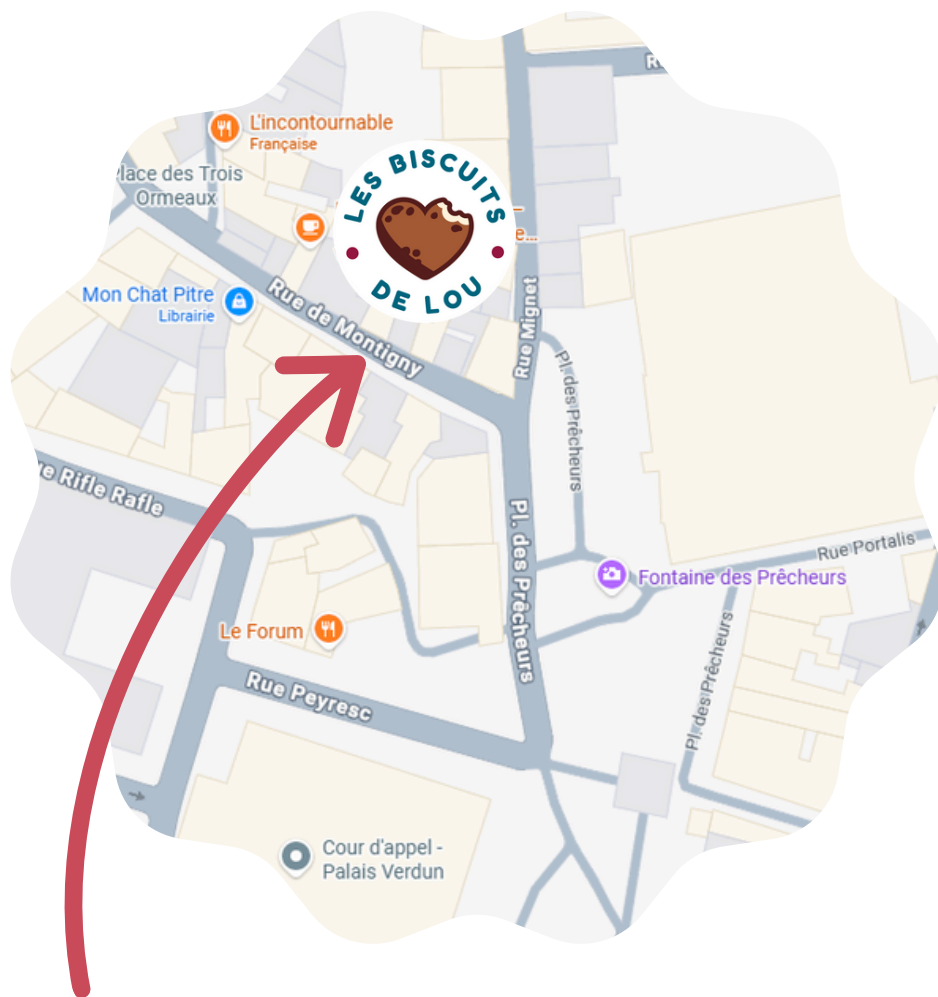 L'incontournable
Française
Place des Trois
Ormeaux
LES BISCUITS
DE LOU
Mon Chat Pitre
Librairie
Rue de Montigny
Rue Mignet
Pl. des Prêcheurs
Rifle Rafle
Pl. des Prêcheurs
Rue Portalis
Fontaine des Prêcheurs
Le Forum
Pl. des Prêcheurs
Rue Peyresc
Cour d'appel -
Palais Verdun